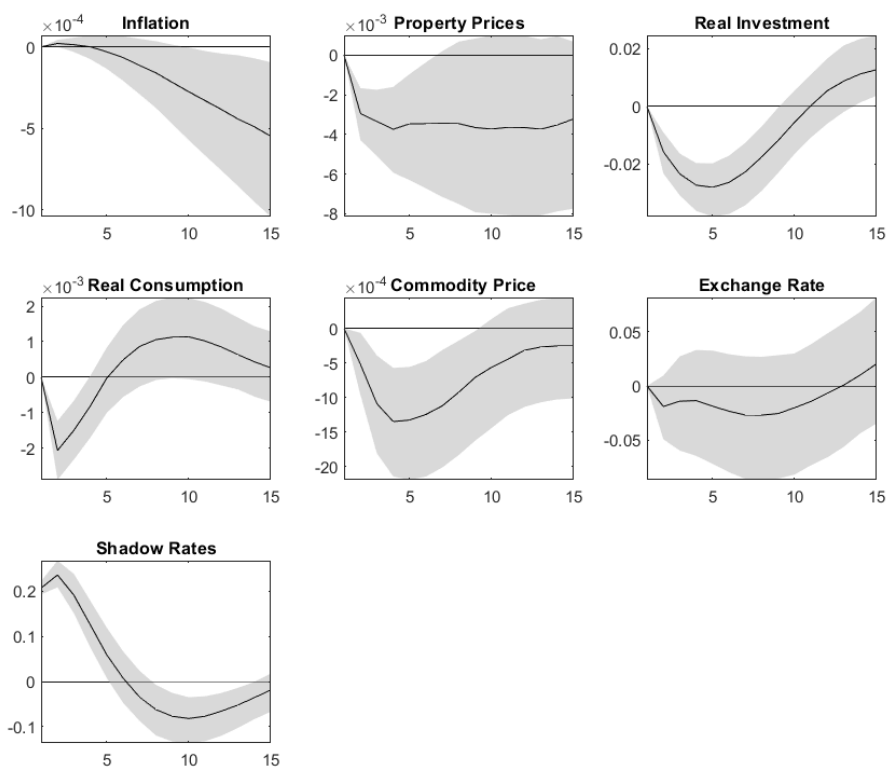 ×10⁻⁴ Inflation
0
-5
-10
5 10 15
×10⁻³ Property Prices
0
-2
-4
-6
-8
5 10 15
Real Investment
0.02
0
-0.02
5 10 15
×10⁻³ Real Consumption
2
1
0
-1
-2
5 10 15
×10⁻⁴ Commodity Price
0
-5
-10
-15
-20
5 10 15
Exchange Rate
0.05
0
-0.05
5 10 15
Shadow Rates
0.2
0.1
0
-0.1
5 10 15